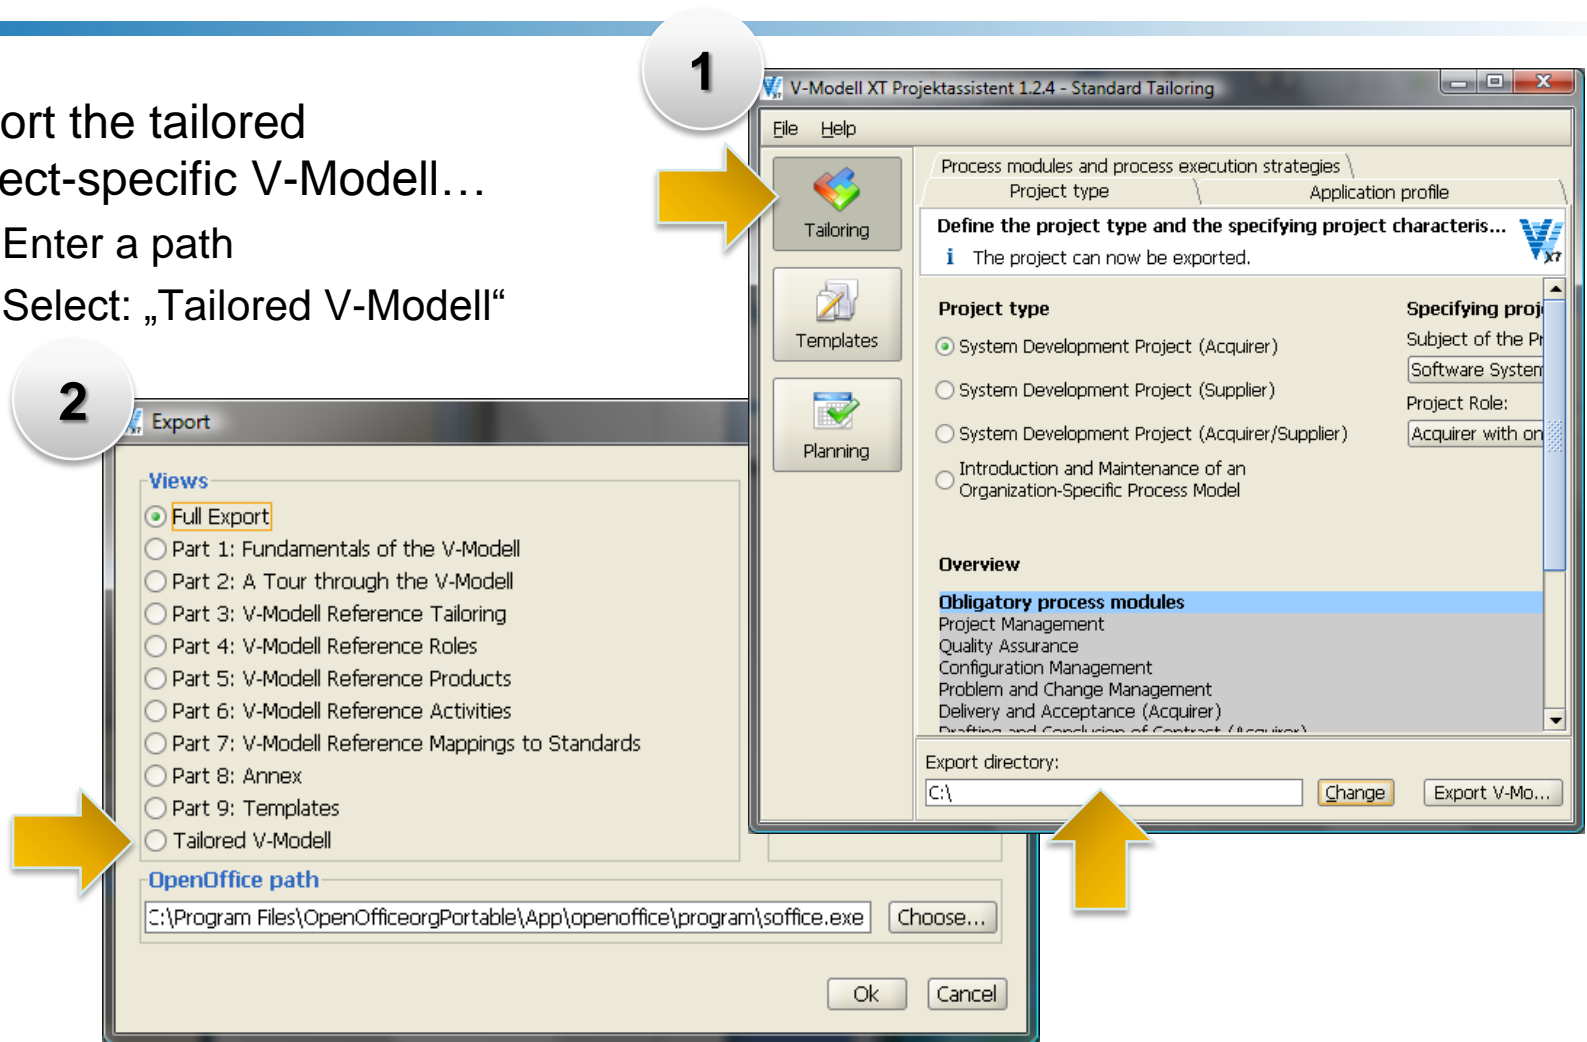 ort the tailored
ect-specific V-Modell…
Enter a path
Select: „Tailored V-Modell“
1
V-Modell XT Projektassistent 1.2.4 - Standard Tailoring
File Help
Process modules and process execution strategies
Project type Application profile
Define the project type and the specifying project characteris...
i The project can now be exported.
Tailoring
Templates
Planning
Project type
System Development Project (Acquirer)
System Development Project (Supplier)
System Development Project (Acquirer/Supplier)
Introduction and Maintenance of an
Organization-Specific Process Model
Specifying proj
Subject of the Pr
Software System
Project Role:
Acquirer with on
Overview
Obligatory process modules
Project Management
Quality Assurance
Configuration Management
Problem and Change Management
Delivery and Acceptance (Acquirer)
Drafting and Conclusion of Contract (Acquirer)
Export directory:
C:\ Change Export V-Mo...
2
Export
Views
Full Export
Part 1: Fundamentals of the V-Modell
Part 2: A Tour through the V-Modell
Part 3: V-Modell Reference Tailoring
Part 4: V-Modell Reference Roles
Part 5: V-Modell Reference Products
Part 6: V-Modell Reference Activities
Part 7: V-Modell Reference Mappings to Standards
Part 8: Annex
Part 9: Templates
Tailored V-Modell
OpenOffice path
C:\Program Files\OpenOfficeorgPortable\App\openoffice\program\soffice.exe Choose...
Ok Cancel